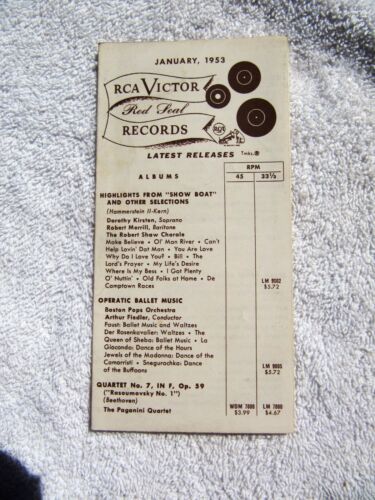 JANUARY, 1953
RCA VICTOR
Red Seal
RECORDS
RCA
LATEST RELEASES Tmks. ®
ALBUMS
RPM
45 33⅓
HIGHLIGHTS FROM "SHOW BOAT"
AND OTHER SELECTIONS
(Hammerstein II-Kern)
Dorothy Kirsten, Soprano
Robert Merrill, Baritone
The Robert Shaw Chorale
Make Believe • Ol' Man River • Can't
Help Lovin' Dat Man • You Are Love
Why Do I Love You? • Bill • The
Lord's Prayer • My Life's Desire
Where Is My Bess • I Got Plenty
O' Nuttin' • Old Folks at Home • De
Camptown Races
LM 9002
$5.72
OPERATIC BALLET MUSIC
Boston Pops Orchestra
Arthur Fiedler, Conductor
Faust: Ballet Music and Waltzes
Der Rosenkavalier: Waltzes • The
Queen of Sheba: Ballet Music • La
Gioconda: Dance of the Hours
Jewels of the Madonna: Dance of the
Camorristi • Snegurochka: Dance
of the Buffoons
LM 9005
$5.72
QUARTET No. 7, IN F, Op. 59
("Rasoumovsky No. 1")
(Beethoven)
The Paganini Quartet
WDM 7000 LM 7000
$3.99 $4.67